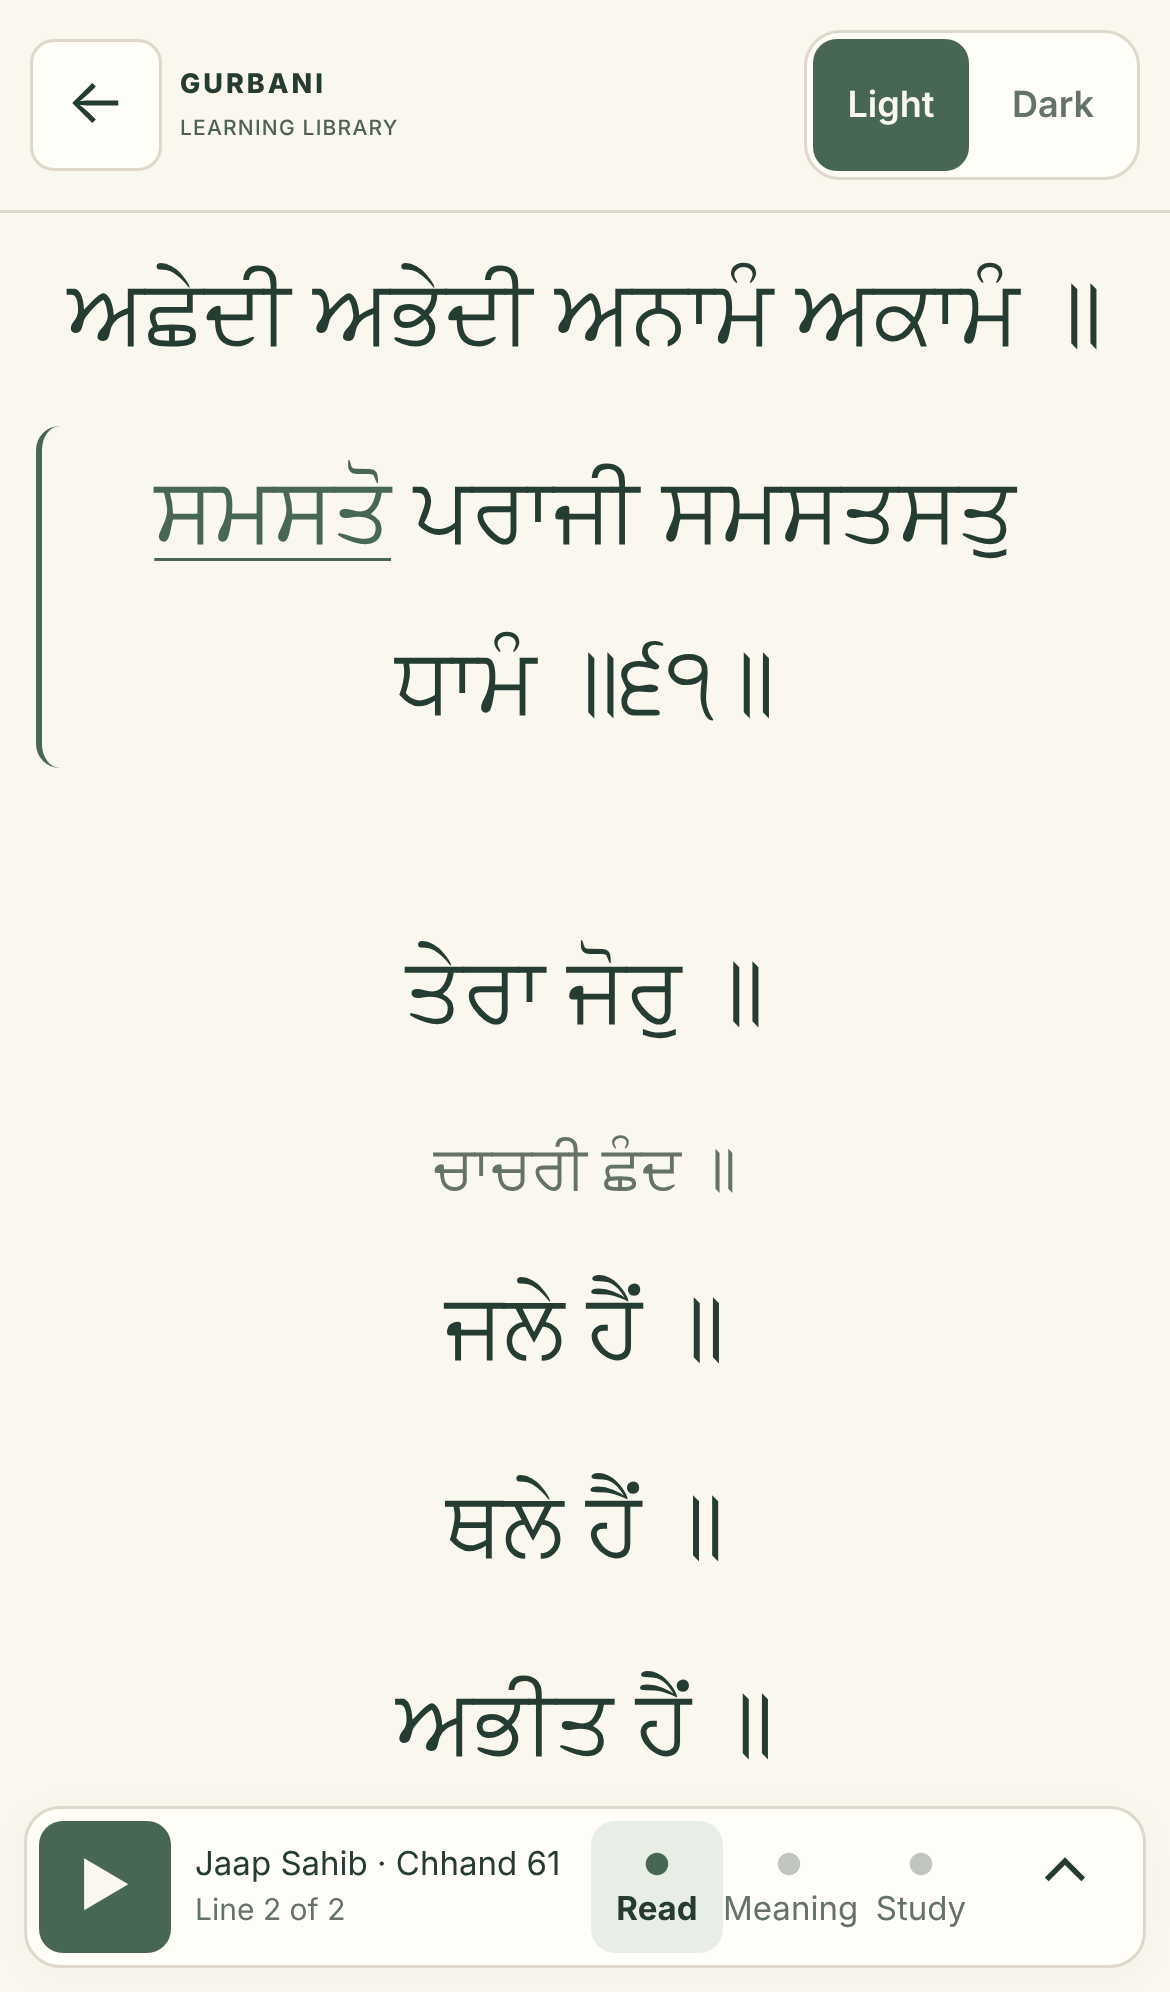 GURBANI
LEARNING LIBRARY
Light
Dark
ਅਛੇਦੀ ਅਭੇਦੀ ਅਨਾਮੰ ਅਕਾਮੰ ॥
ਸਮਸਤੋ ਪਰਾਜੀ ਸਮਸਤਸਤੁ
ਧਾਮੰ ॥੬੧॥
ਤੇਰਾ ਜੋਰੁ ॥
ਚਾਚਰੀ ਛੰਦ ॥
ਜਲੇ ਹੈਂ ॥
ਥਲੇ ਹੈਂ ॥
ਅਭੀਤ ਹੈਂ ॥
Jaap Sahib · Chhand 61
Line 2 of 2
Read
Meaning
Study